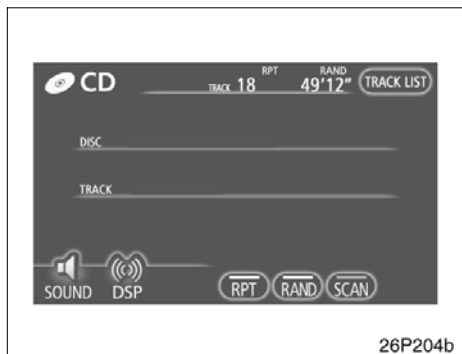 RPT RAND
CD TRACK 18 49'12" TRACK LIST
DISC
TRACK
SOUND DSP RPT RAND SCAN
26P204b